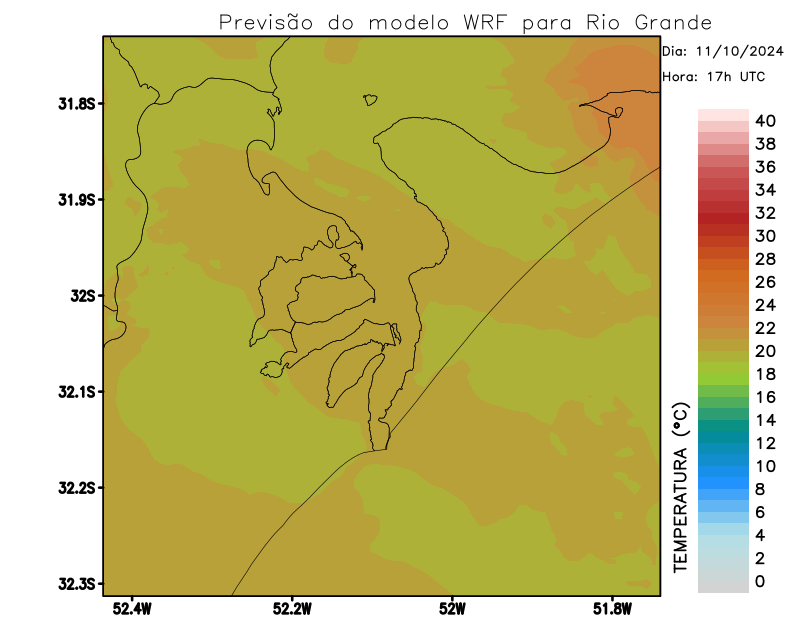 Previsão do modelo WRF para Rio Grande
Dia: 11/10/2024
Hora: 17h UTC
31.8S
31.9S
32S
32.1S
32.2S
32.3S
52.4W
52.2W
52W
51.8W
TEMPERATURA (°C)
40
38
36
34
32
30
28
26
24
22
20
18
16
14
12
10
8
6
4
2
0